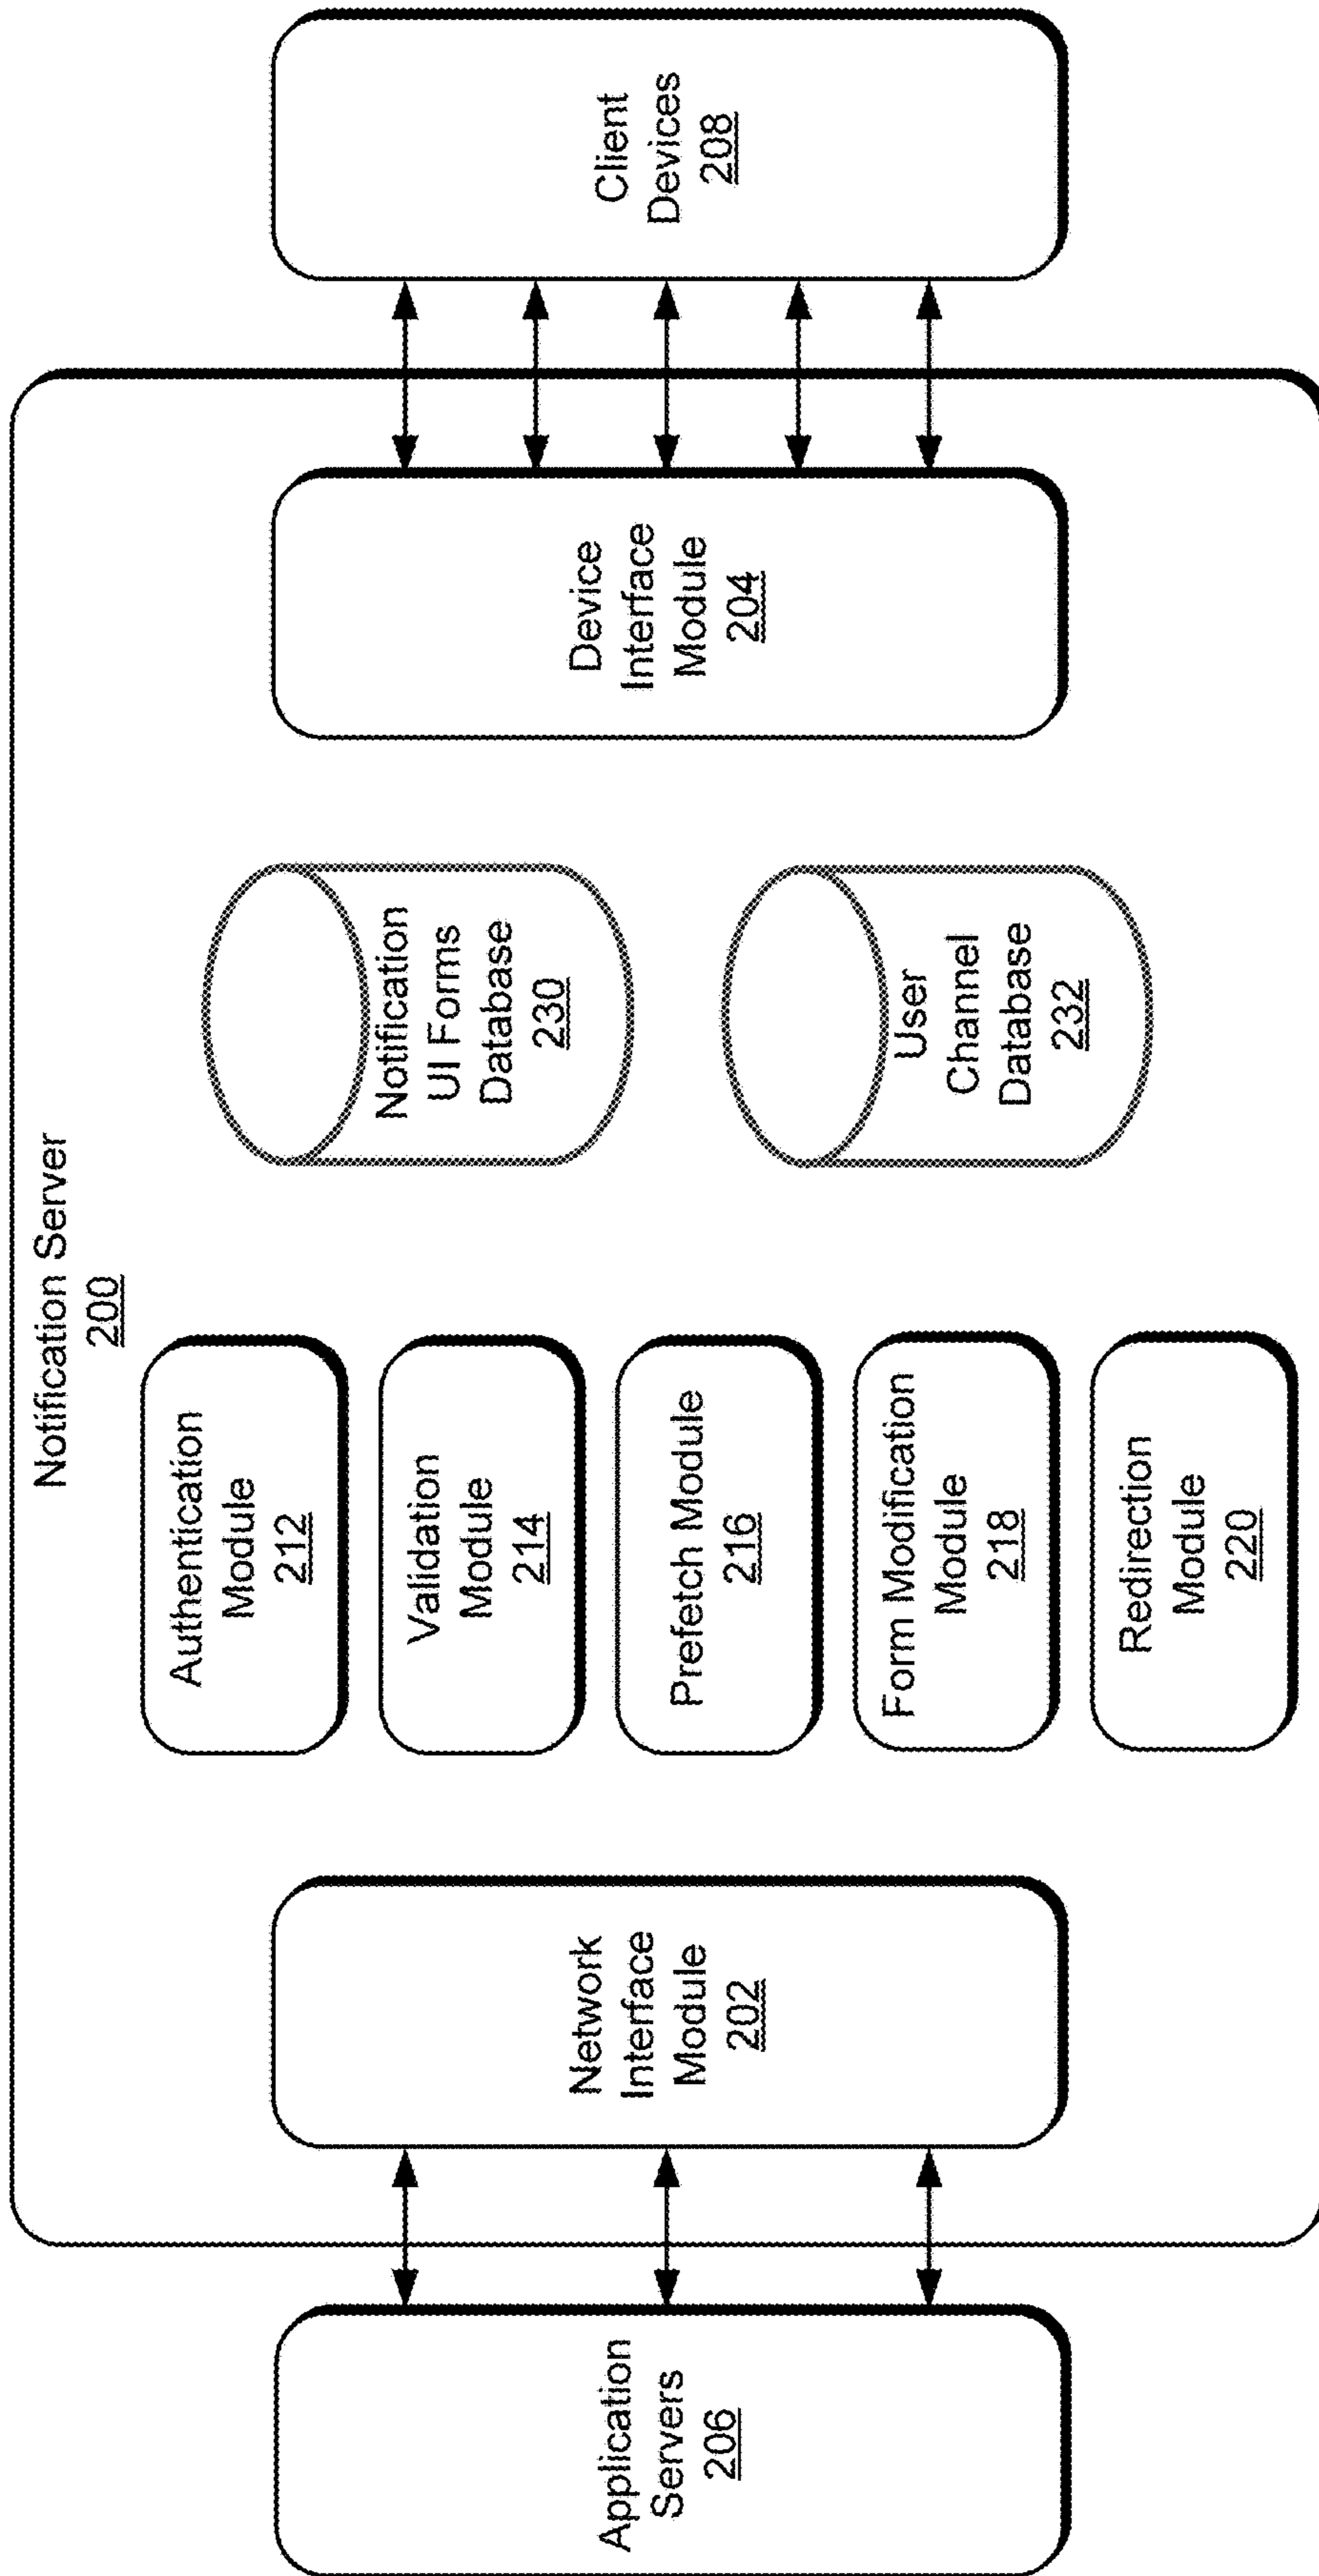 Notification Server
200
Application
Servers
206
Network
Interface
Module
202
Authentication
Module
212
Validation
Module
214
Prefetch Module
216
Form Modification
Module
218
Redirection
Module
220
Notification
UI Forms
Database
230
User
Channel
Database
232
Device
Interface
Module
204
Client
Devices
208